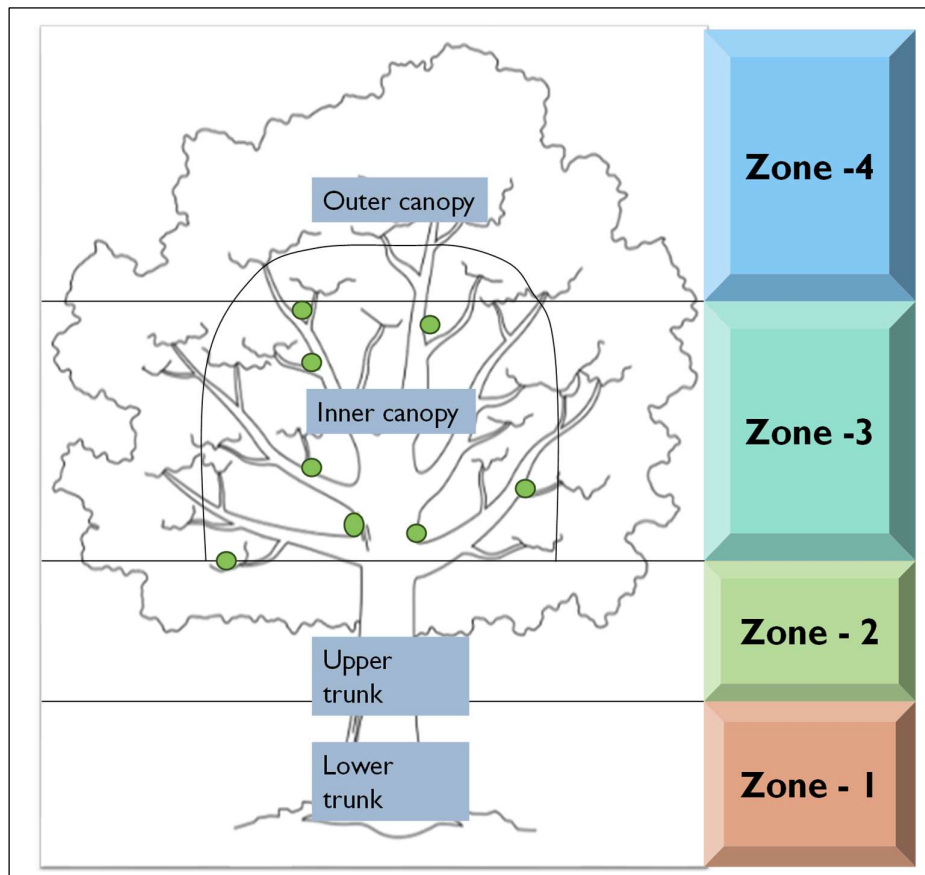 Zone -4
Outer canopy
Inner canopy
Zone -3
Upper
trunk
Zone - 2
Lower
trunk
Zone - 1